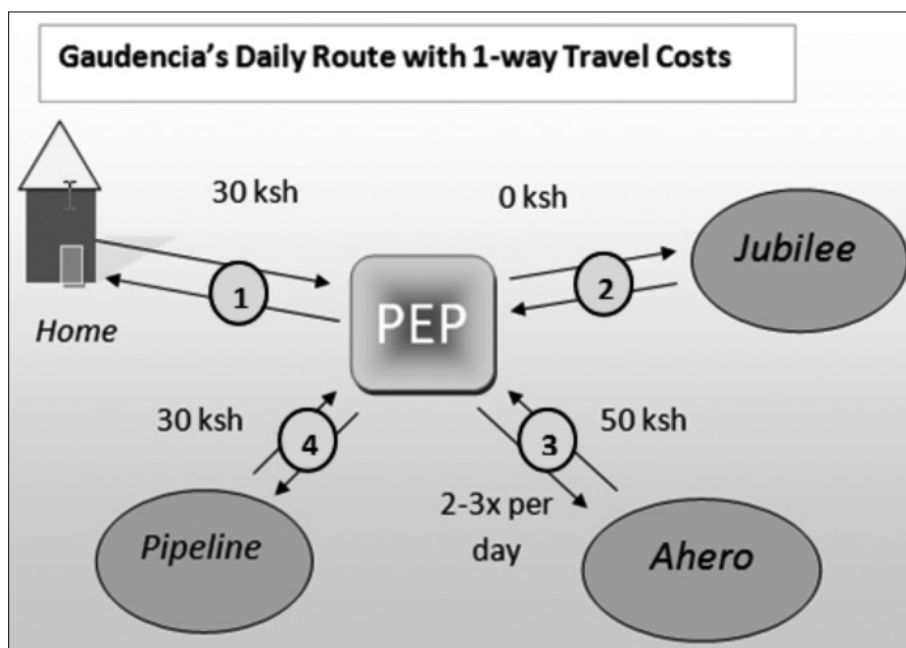 Gaudencia's Daily Route with 1-way Travel Costs
30 ksh
0 ksh
Jubilee
1
2
PEP
Home
30 ksh
50 ksh
4
3
2-3x per
day
Pipeline
Ahero